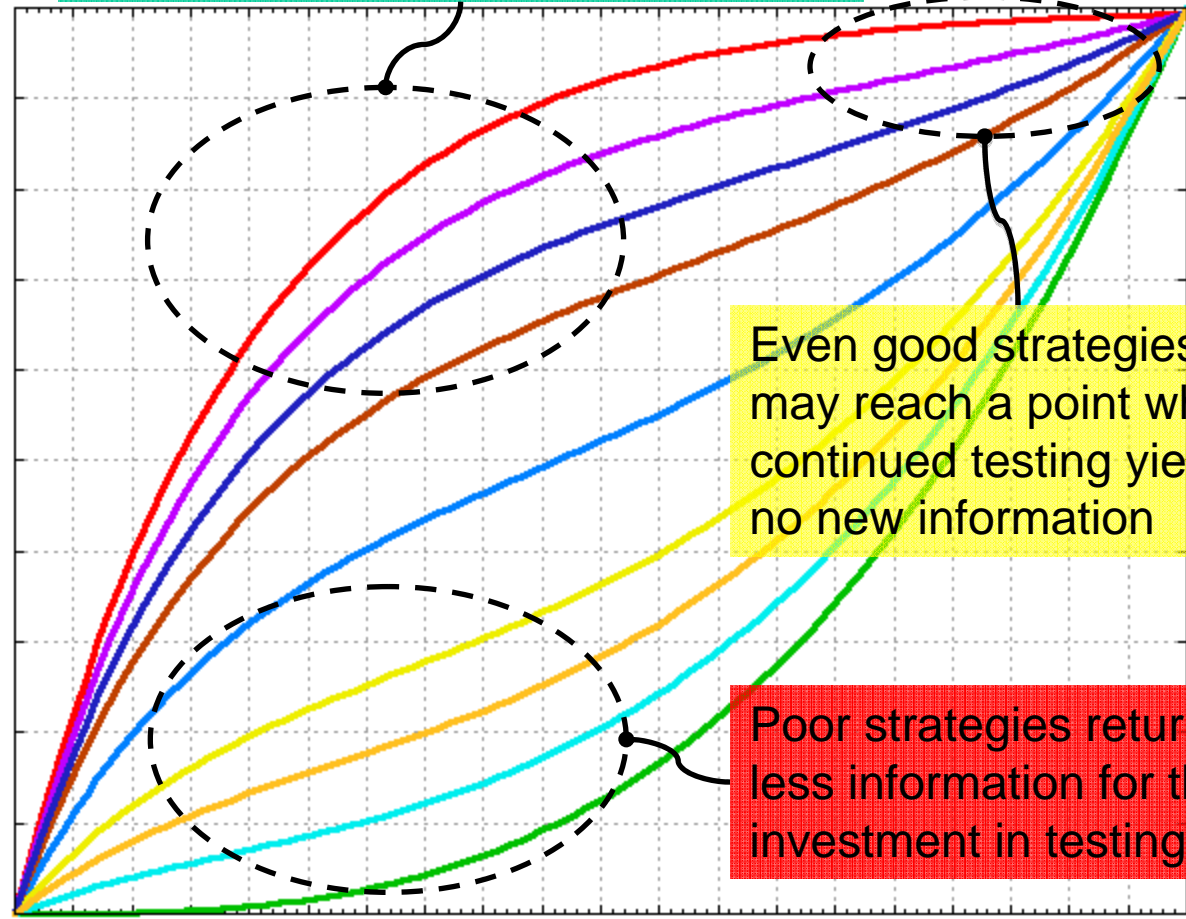 Even good strategies
may reach a point wh
continued testing yie
no new information
Poor strategies retur
less information for th
investment in testing